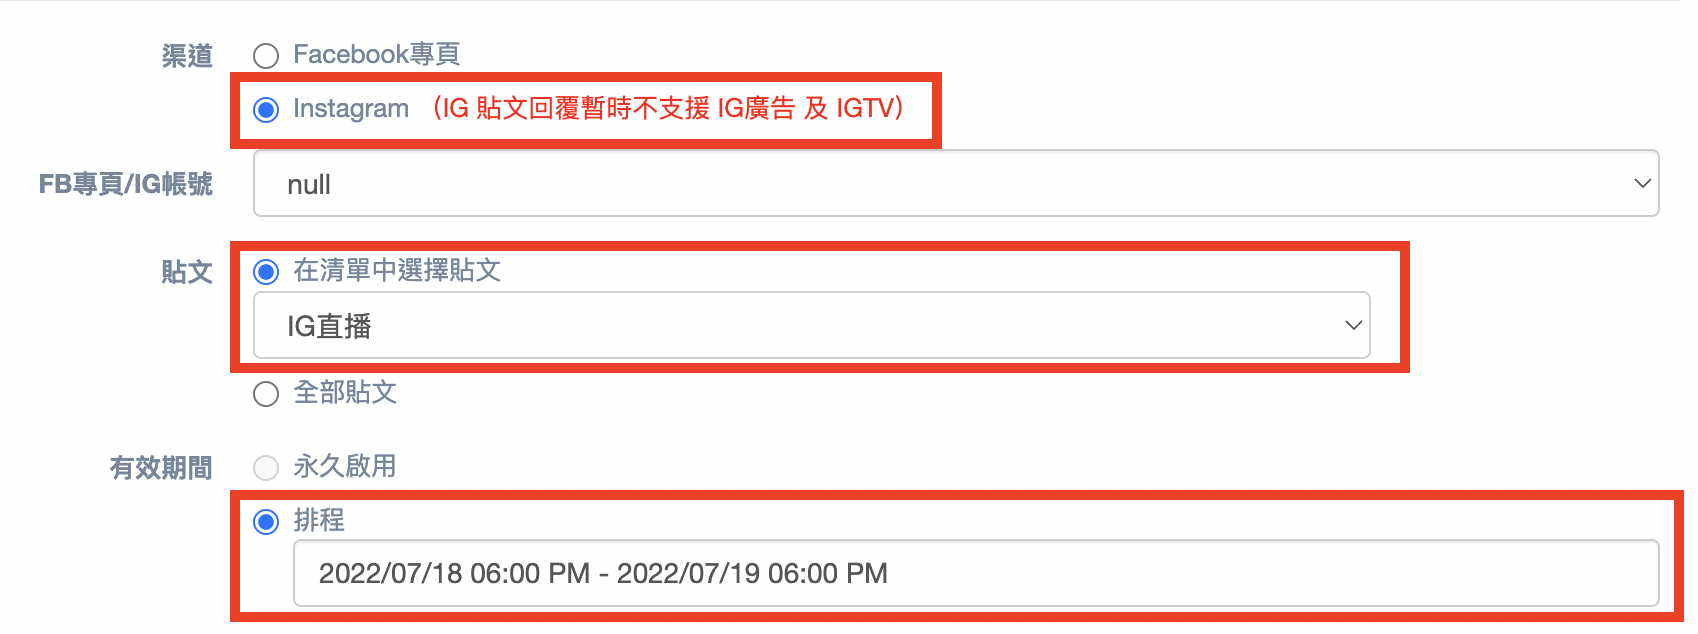 渠道
Facebook專頁
Instagram （IG 貼文回覆暫時不支援 IG廣告 及 IGTV）
FB專頁/IG帳號
null
貼文
在清單中選擇貼文
IG直播
全部貼文
有效期間
永久啟用
排程
2022/07/18 06:00 PM - 2022/07/19 06:00 PM